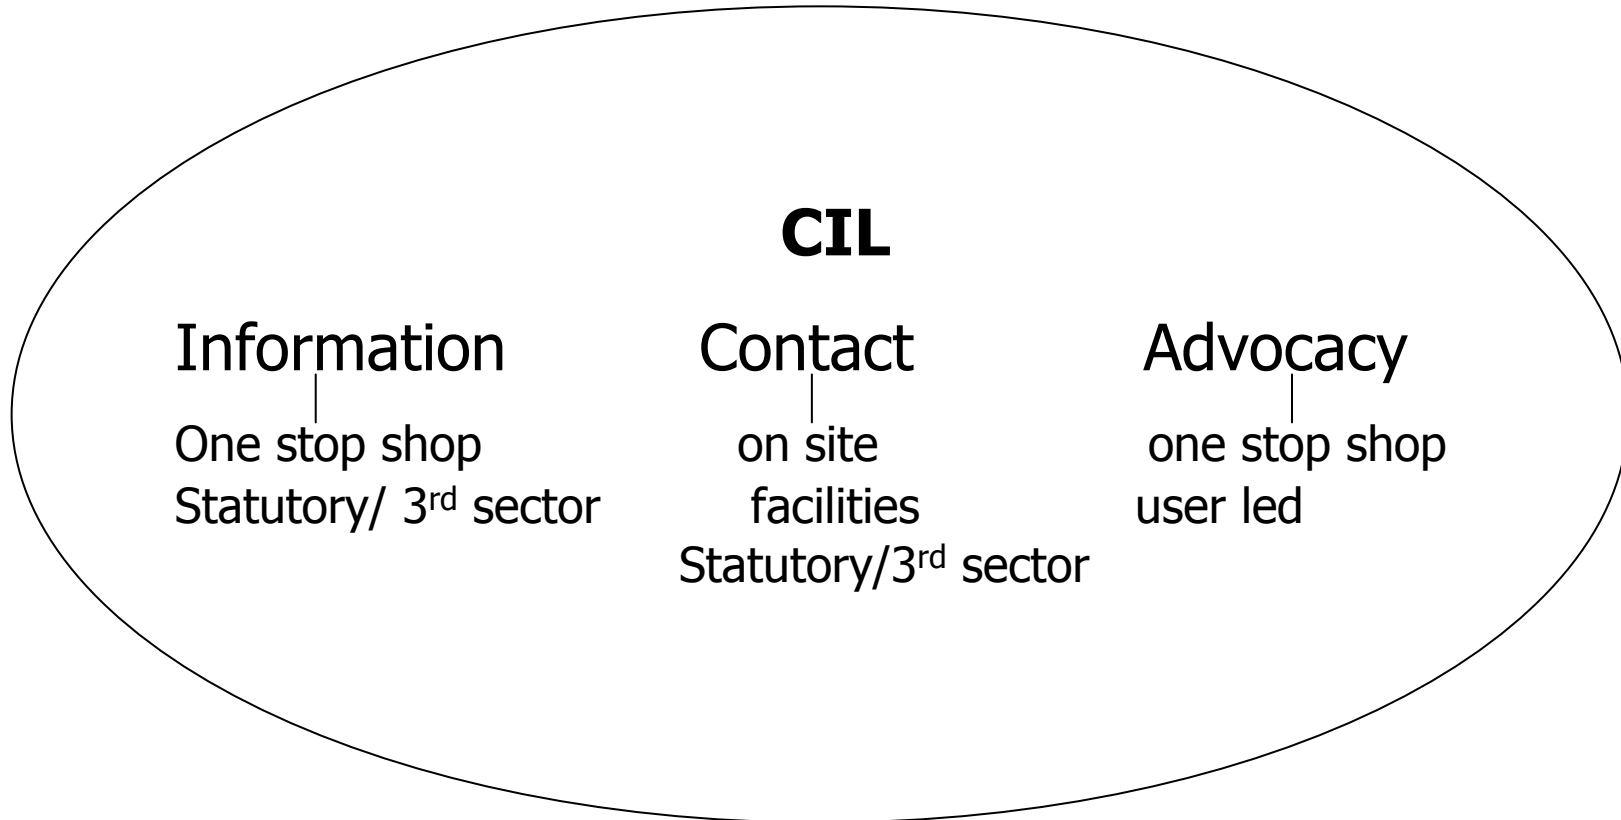 CIL
Information Contact Advocacy
One stop shop on site one stop shop
Statutory/ 3rd sector facilities user led
Statutory/3rd sector